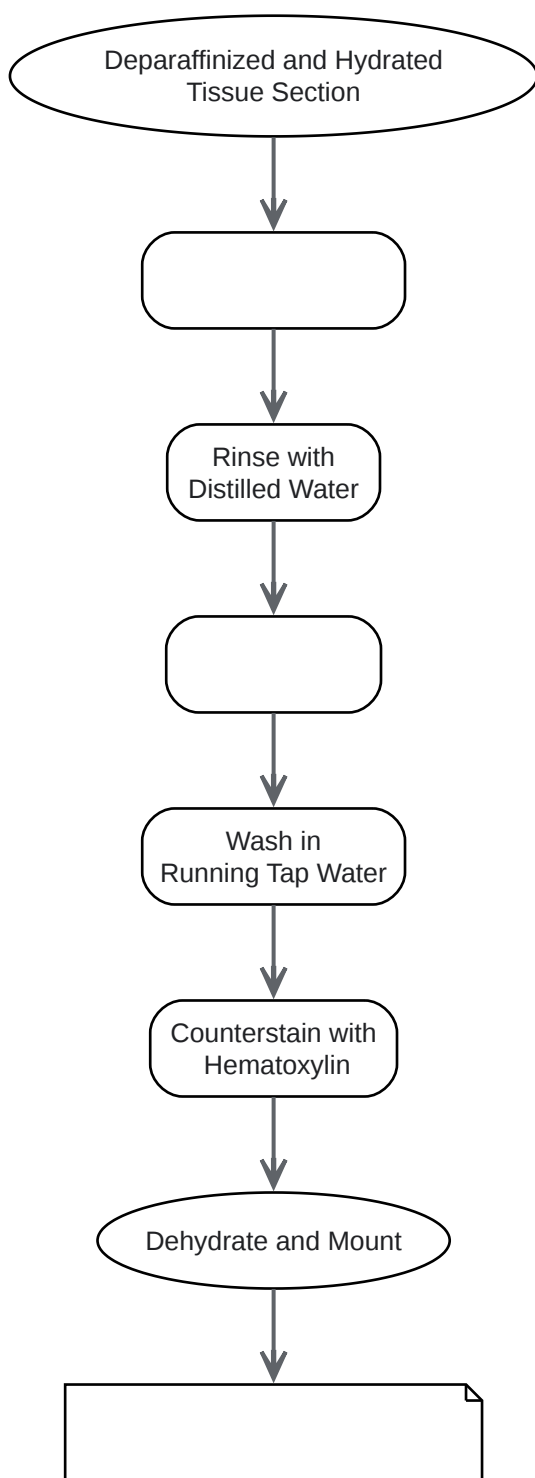 Deparaffinized and Hydrated
Tissue Section
Rinse with
Distilled Water
Wash in
Running Tap Water
Counterstain with
Hematoxylin
Dehydrate and Mount